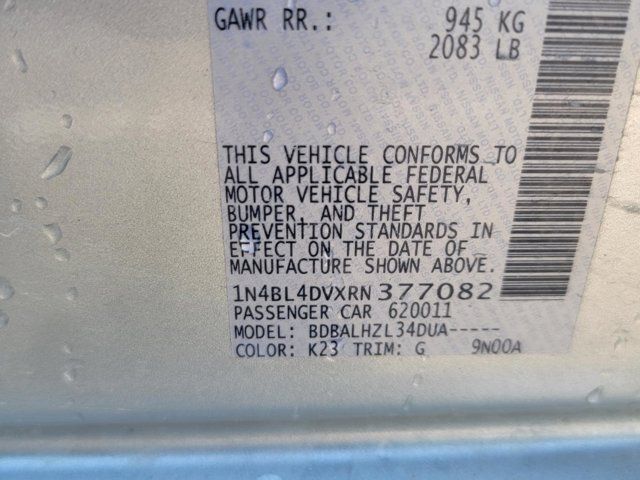 GAWR RR.: 945 KG
2083 LB
THIS VEHICLE CONFORMS TO
ALL APPLICABLE FEDERAL
MOTOR VEHICLE SAFETY,
BUMPER, AND THEFT
PREVENTION STANDARDS IN
EFFECT ON THE DATE OF
MANUFACTURE SHOWN ABOVE.
1N4BL4DVXRN377082
PASSENGER CAR 620011
MODEL: BDBALHZL34DUA-----
COLOR: K23 TRIM: G 9N00A